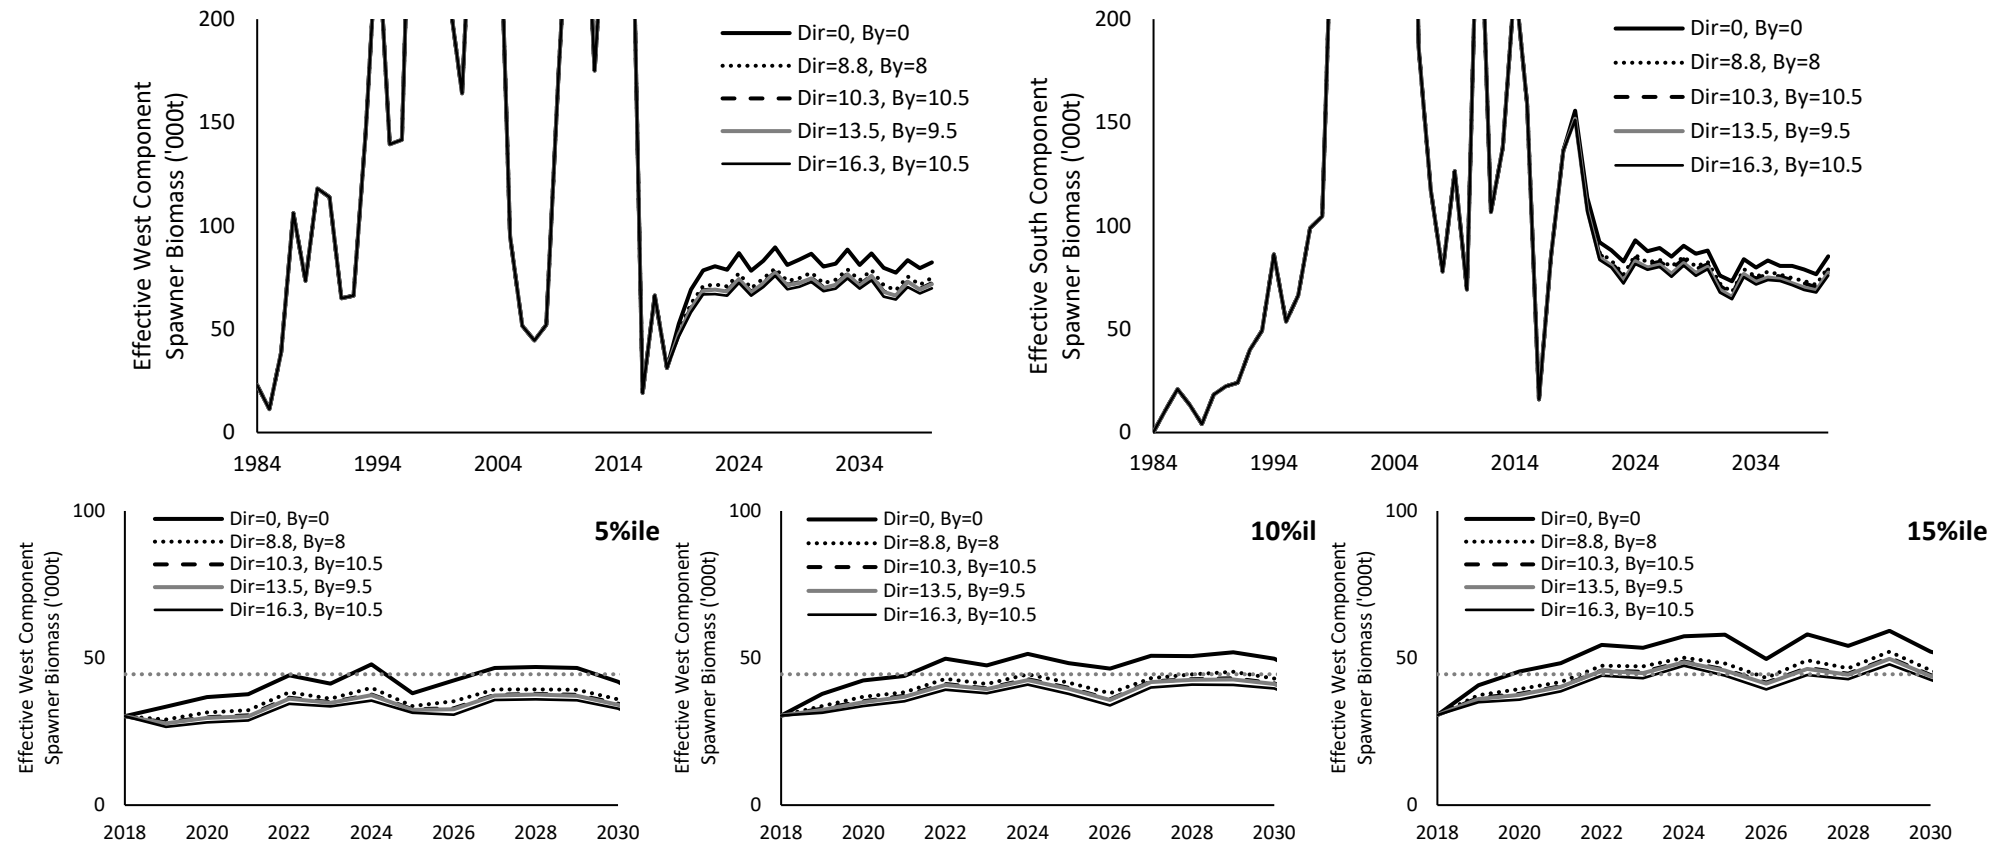 Effective West Component
Spawner Biomass ('000t)
200
150
100
50
0
1984
1994
2004
2014
2024
2034
Dir=0, By=0
Dir=8.8, By=8
Dir=10.3, By=10.5
Dir=13.5, By=9.5
Dir=16.3, By=10.5
Effective South Component
Spawner Biomass ('000t)
200
150
100
50
0
1984
1994
2004
2014
2024
2034
Dir=0, By=0
Dir=8.8, By=8
Dir=10.3, By=10.5
Dir=13.5, By=9.5
Dir=16.3, By=10.5
Effective West Component
Spawner Biomass ('000t)
100
50
0
2018
2020
2022
2024
2026
2028
2030
Dir=0, By=0
Dir=8.8, By=8
Dir=10.3, By=10.5
Dir=13.5, By=9.5
Dir=16.3, By=10.5
5%ile
Effective West Component
Spawner Biomass ('000t)
100
50
0
2018
2020
2022
2024
2026
2028
2030
Dir=0, By=0
Dir=8.8, By=8
Dir=10.3, By=10.5
Dir=13.5, By=9.5
Dir=16.3, By=10.5
10%il
Effective West Component
Spawner Biomass ('000t)
100
50
0
2018
2020
2022
2024
2026
2028
2030
Dir=0, By=0
Dir=8.8, By=8
Dir=10.3, By=10.5
Dir=13.5, By=9.5
Dir=16.3, By=10.5
15%ile